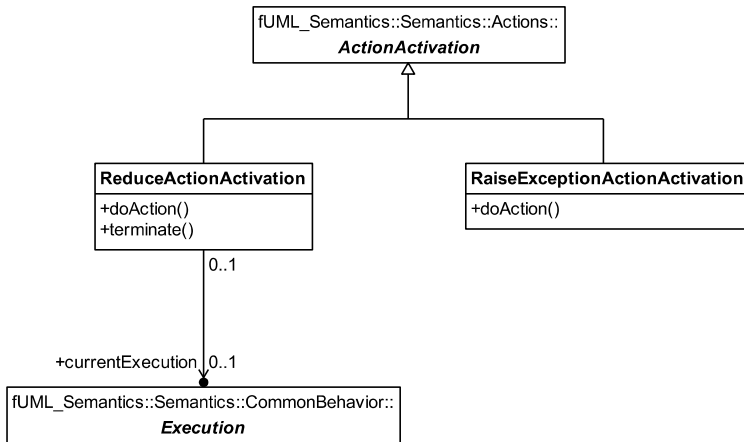 fUML_Semantics::Semantics::Actions::
ActionActivation
ReduceActionActivation
+doAction()
+terminate()
RaiseExceptionActionActivation
+doAction()
0..1
+currentExecution
0..1
fUML_Semantics::Semantics::CommonBehavior::
Execution